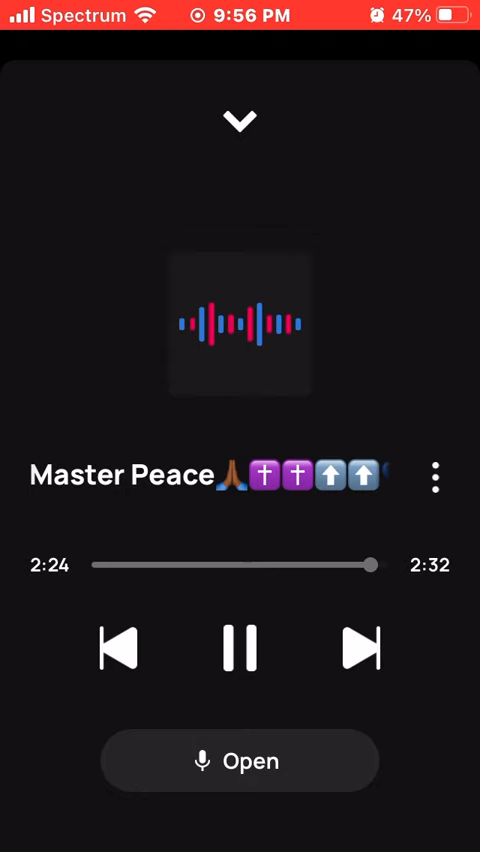 Spectrum 9:56 PM 47%
Master Peace🙏🏾✝️✝️⬆️⬆️
2:24 2:32
Open